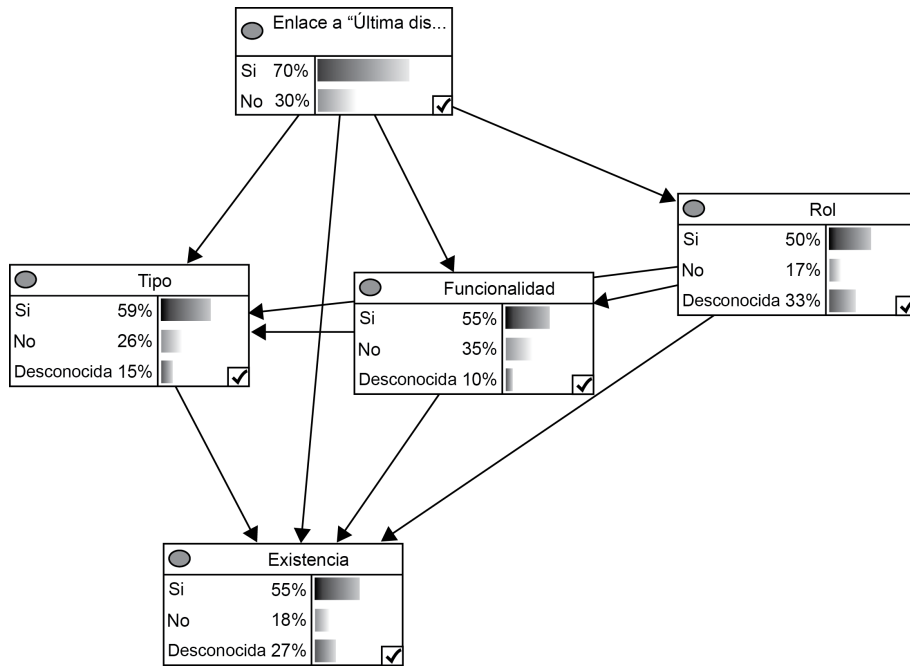 Enlace a “Última dis...
Si 70%
No 30%
Rol
Si 50%
No 17%
Desconocida 33%
Tipo
Si 59%
No 26%
Desconocida 15%
Funcionalidad
Si 55%
No 35%
Desconocida 10%
Existencia
Si 55%
No 18%
Desconocida 27%